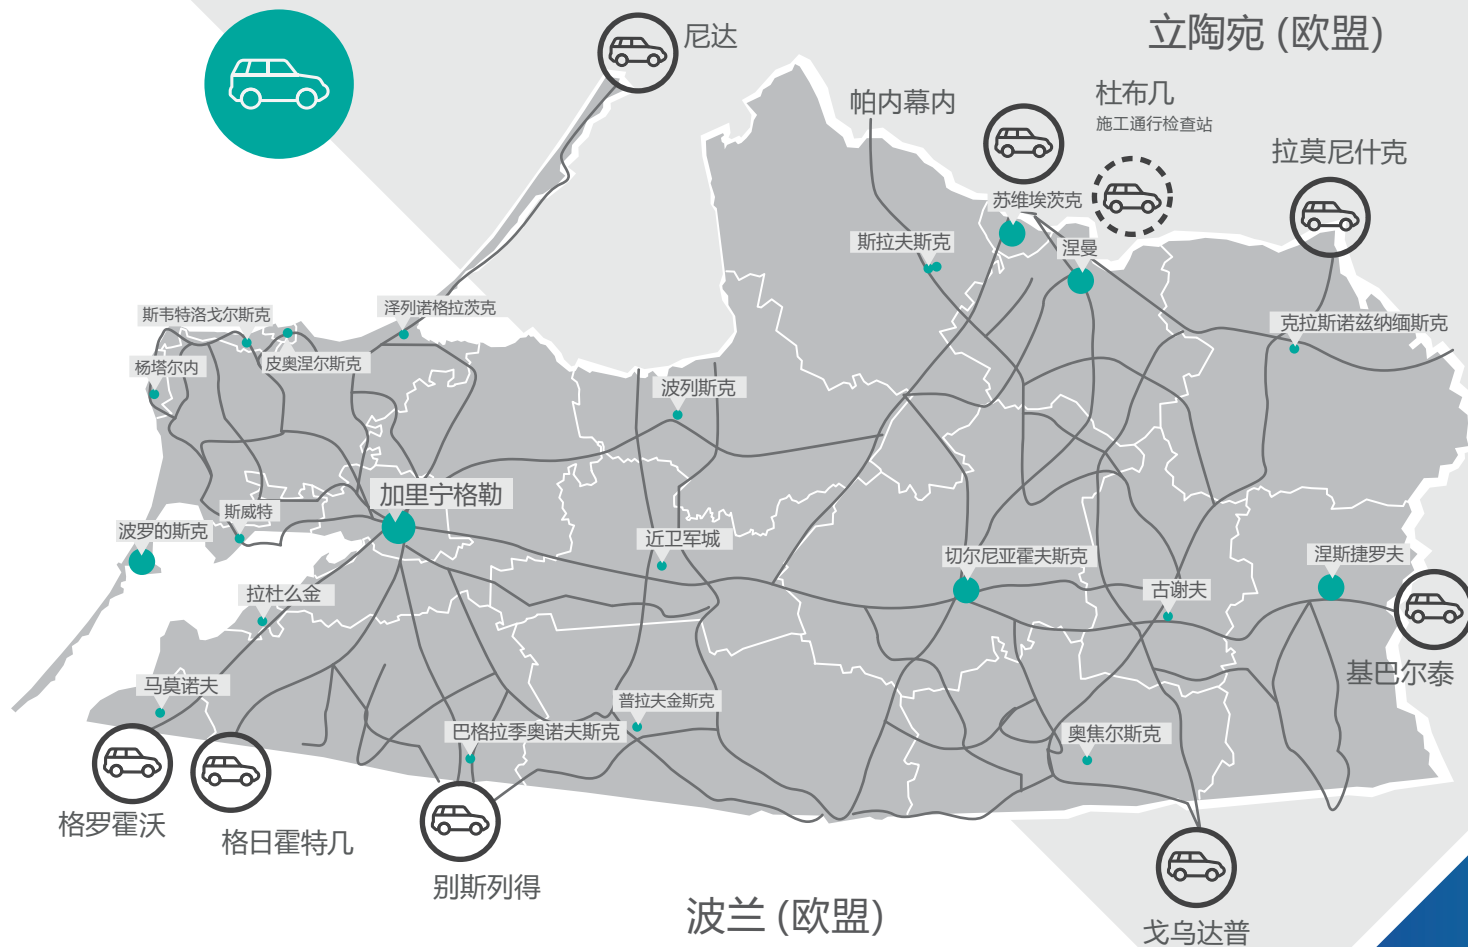 立陶宛 (欧盟)
尼达
帕内幕内
杜布几
施工通行检查站
拉莫尼什克
苏维埃茨克
斯拉夫斯克
涅曼
斯韦特洛戈尔斯克
泽列诺格拉茨克
克拉斯诺兹纳缅斯克
杨塔尔内
皮奥涅尔斯克
波列斯克
加里宁格勒
斯威特
波罗的斯克
近卫军城
切尔尼亚霍夫斯克
涅斯捷罗夫
拉杜么金
古谢夫
基巴尔泰
马莫诺夫
普拉夫金斯克
巴格拉季奥诺夫斯克
奥焦尔斯克
格罗霍沃
格日霍特几
别斯列得
波兰 (欧盟)
戈乌达普